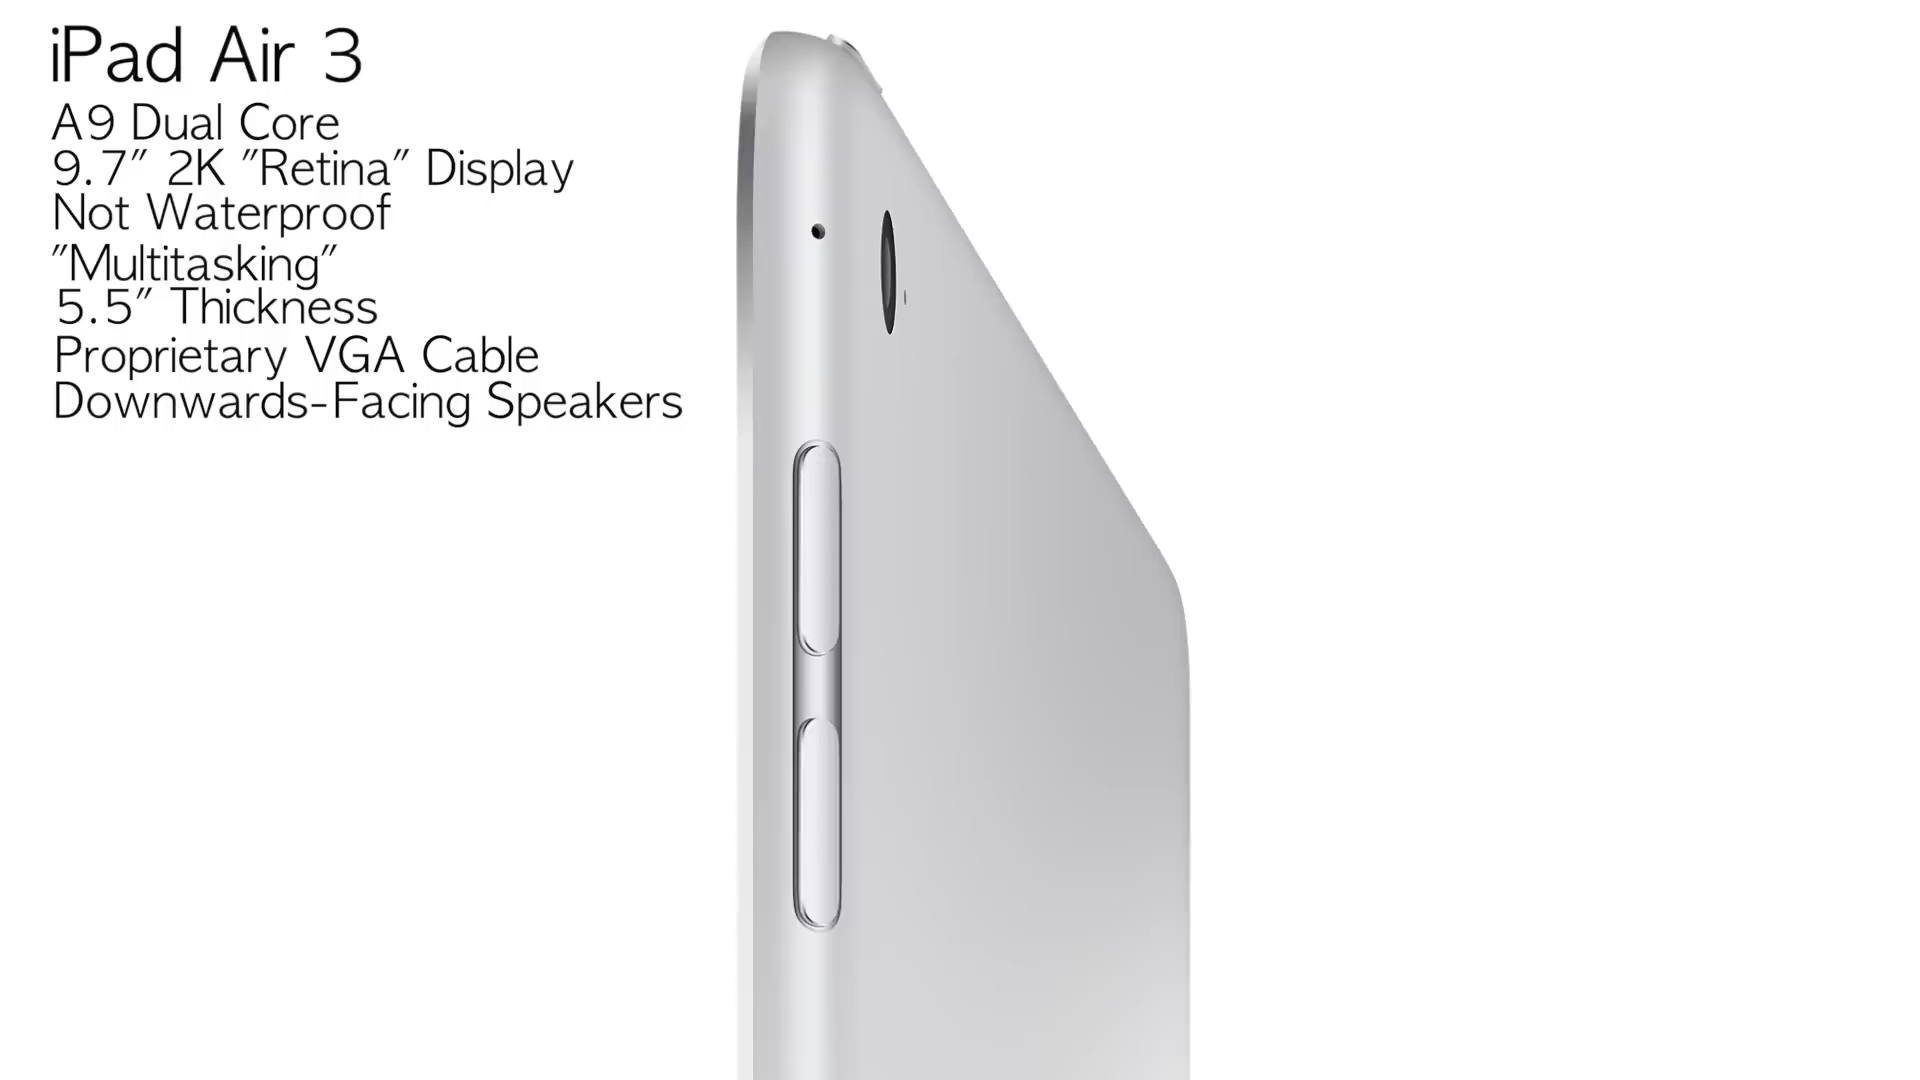 iPad Air 3
A9 Dual Core
9.7" 2K "Retina" Display
Not Waterproof
"Multitasking"
5.5" Thickness
Proprietary VGA Cable
Downwards-Facing Speakers